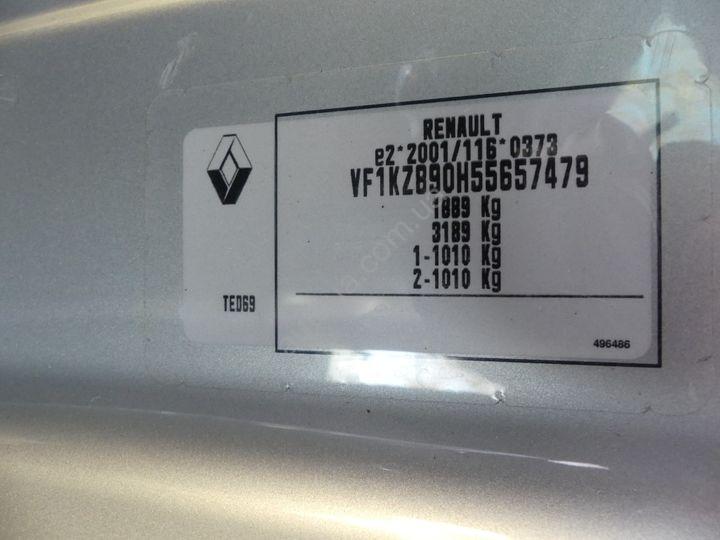 RENAULT
e2*2001/116*0373
VF1KZB90H55657479
1889 Kg
3189 Kg
1-1010 Kg
2-1010 Kg
TED69
496486